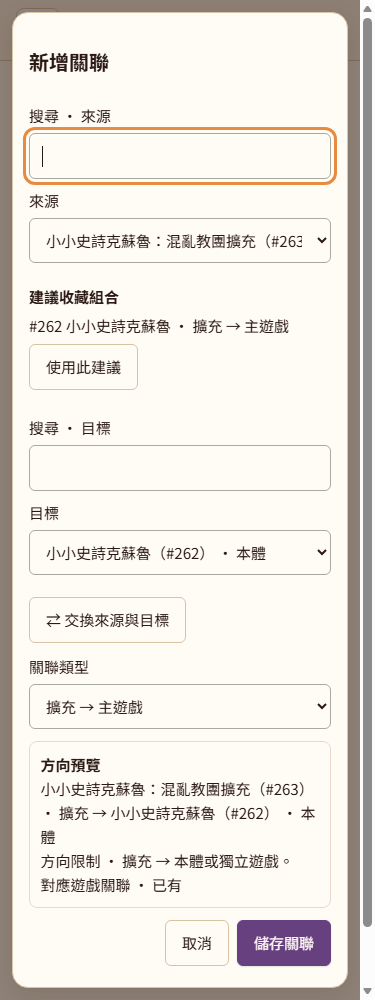 新增關聯
搜尋 · 來源
來源
小小史詩克蘇魯：混亂教團擴充（#263
建議收藏組合
#262 小小史詩克蘇魯 · 擴充 → 主遊戲
使用此建議
搜尋 · 目標
目標
小小史詩克蘇魯（#262） · 本體
⇄ 交換來源與目標
關聯類型
擴充 → 主遊戲
方向預覽
小小史詩克蘇魯：混亂教團擴充（#263）
· 擴充 → 小小史詩克蘇魯（#262） · 本
體
方向限制 · 擴充 → 本體或獨立遊戲。
對應遊戲關聯 · 已有
取消
儲存關聯